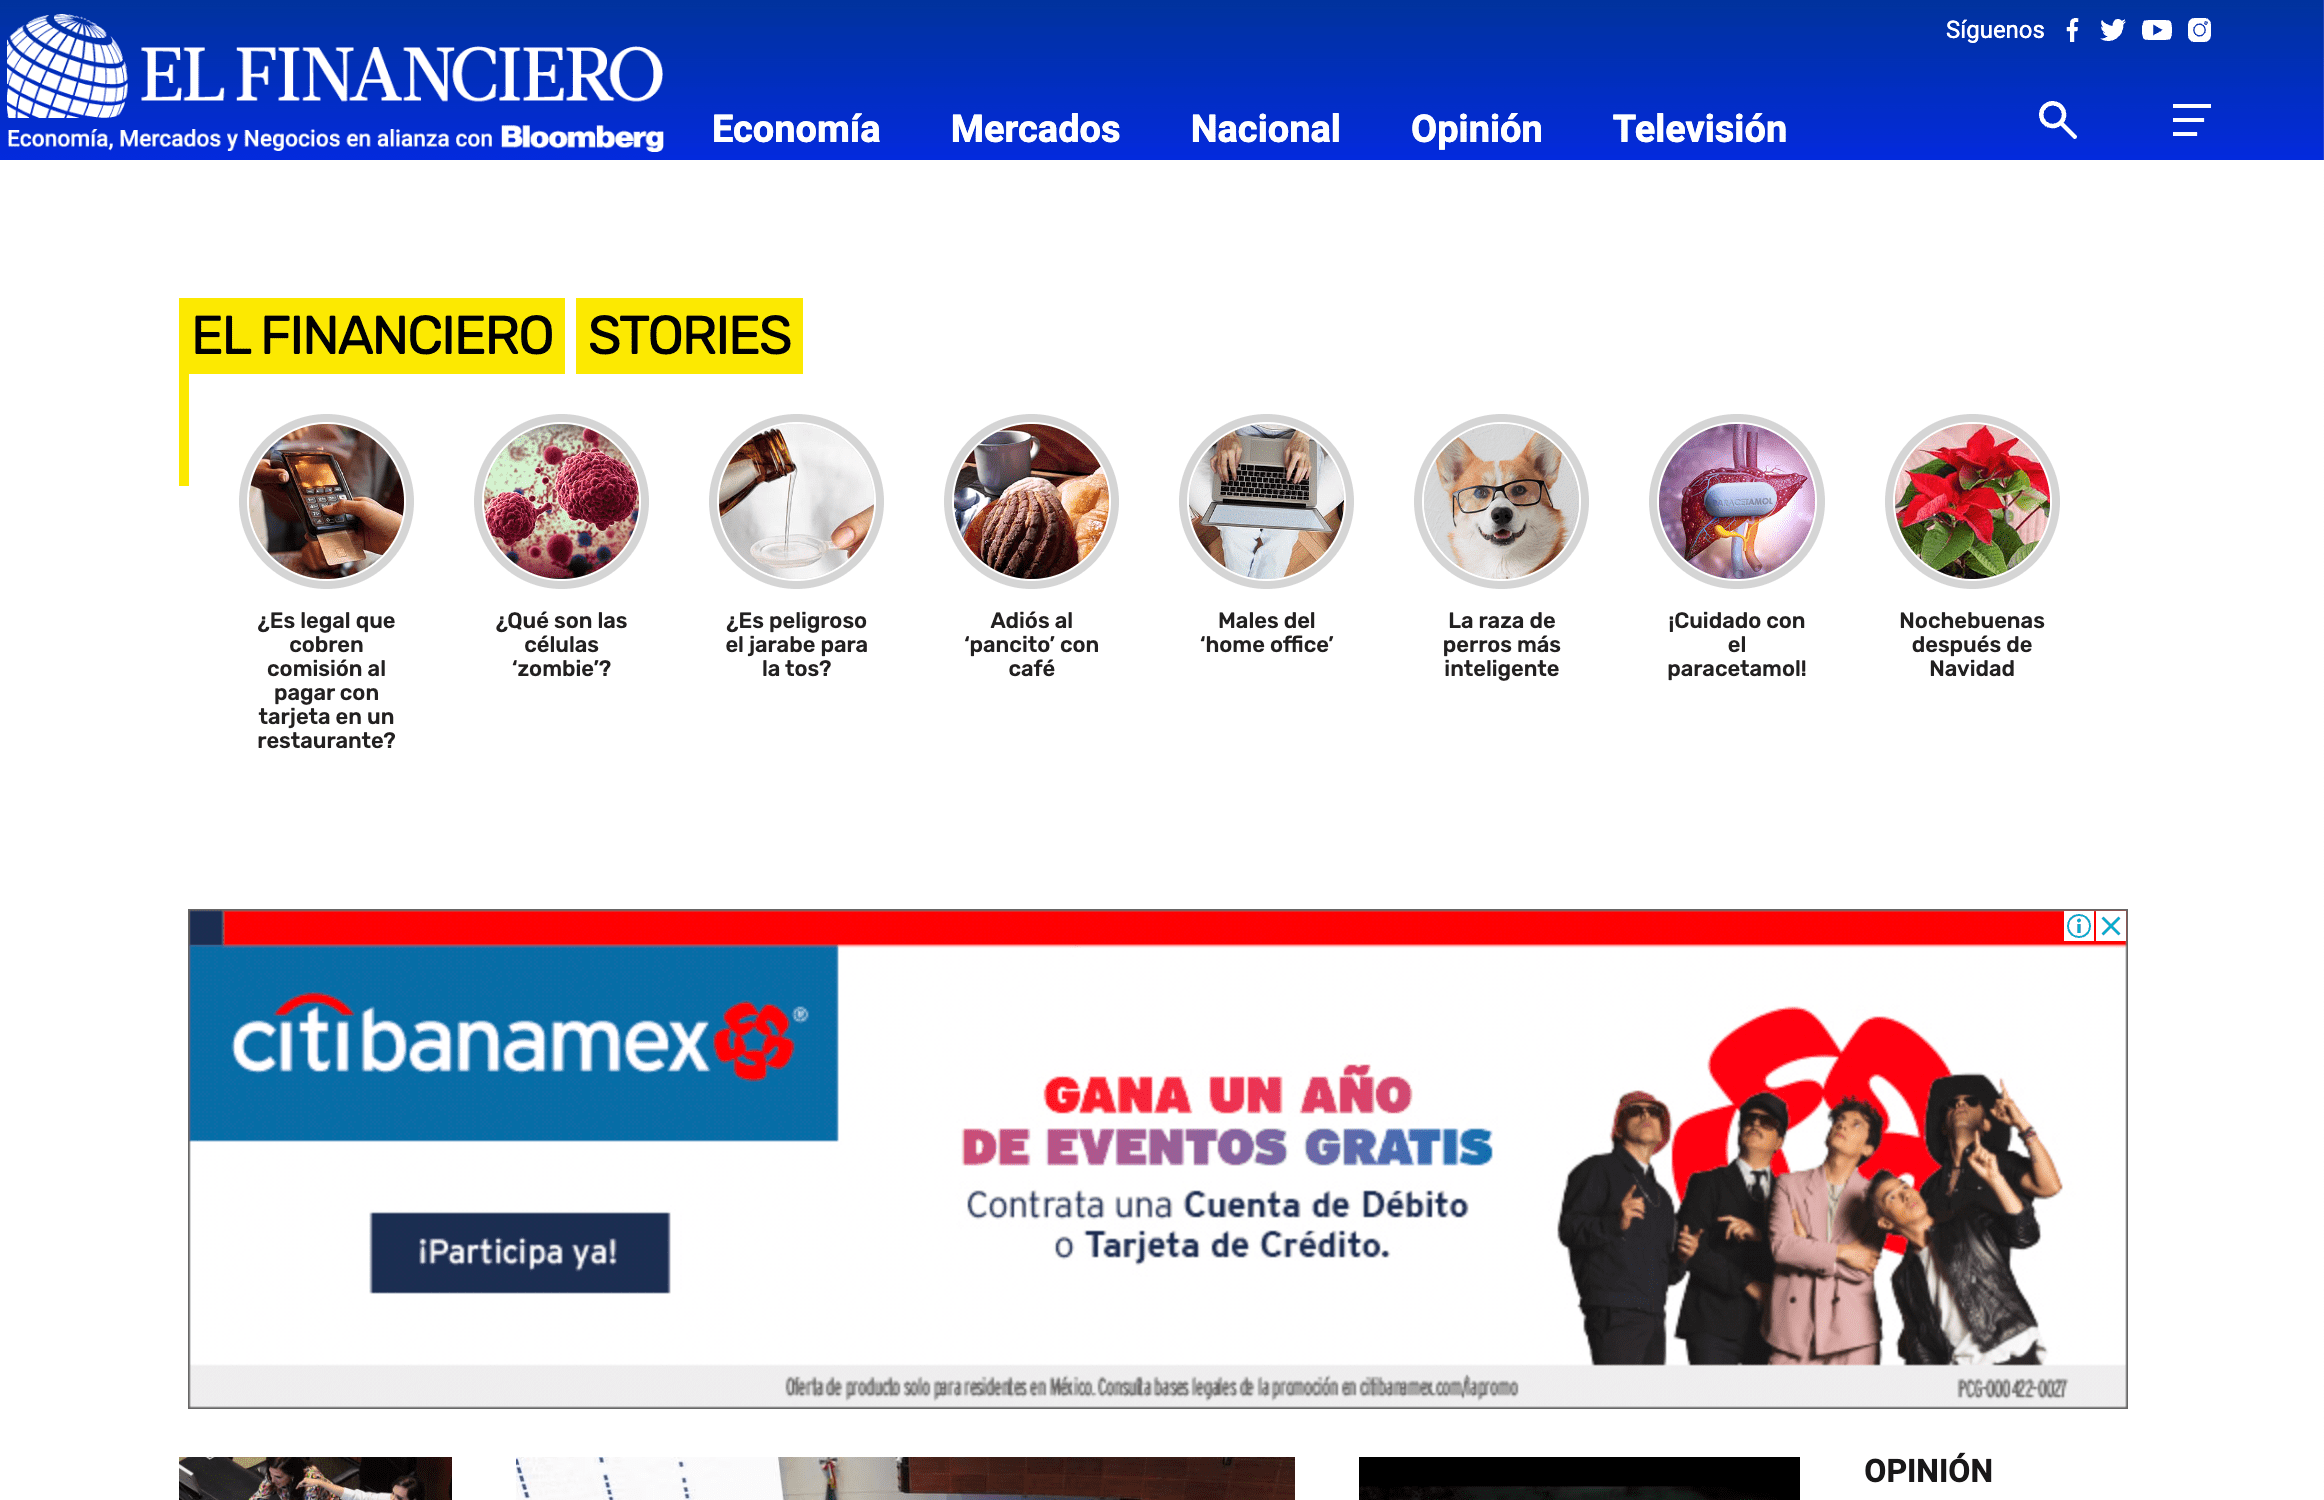 Síguenos
EL FINANCIERO
Economía, Mercados y Negocios en alianza con Bloomberg
Economía Mercados Nacional Opinión Televisión
EL FINANCIERO STORIES
¿Es legal que
cobren
comisión al
pagar con
tarjeta en un
restaurante?
¿Qué son las
células
‘zombie’?
¿Es peligroso
el jarabe para
la tos?
Adiós al
‘pancito’ con
café
Males del
‘home office’
La raza de
perros más
inteligente
PARACETAMOL
¡Cuidado con
el
paracetamol!
Nochebuenas
después de
Navidad
citibanamex®
¡Participa ya!
GANA UN AÑO
DE EVENTOS GRATIS
Contrata una Cuenta de Débito
o Tarjeta de Crédito.
Oferta de producto solo para residentes en México. Consulta bases legales de la promoción en citibanamex.com/lapromo
PCG-000422-0027
OPINIÓN